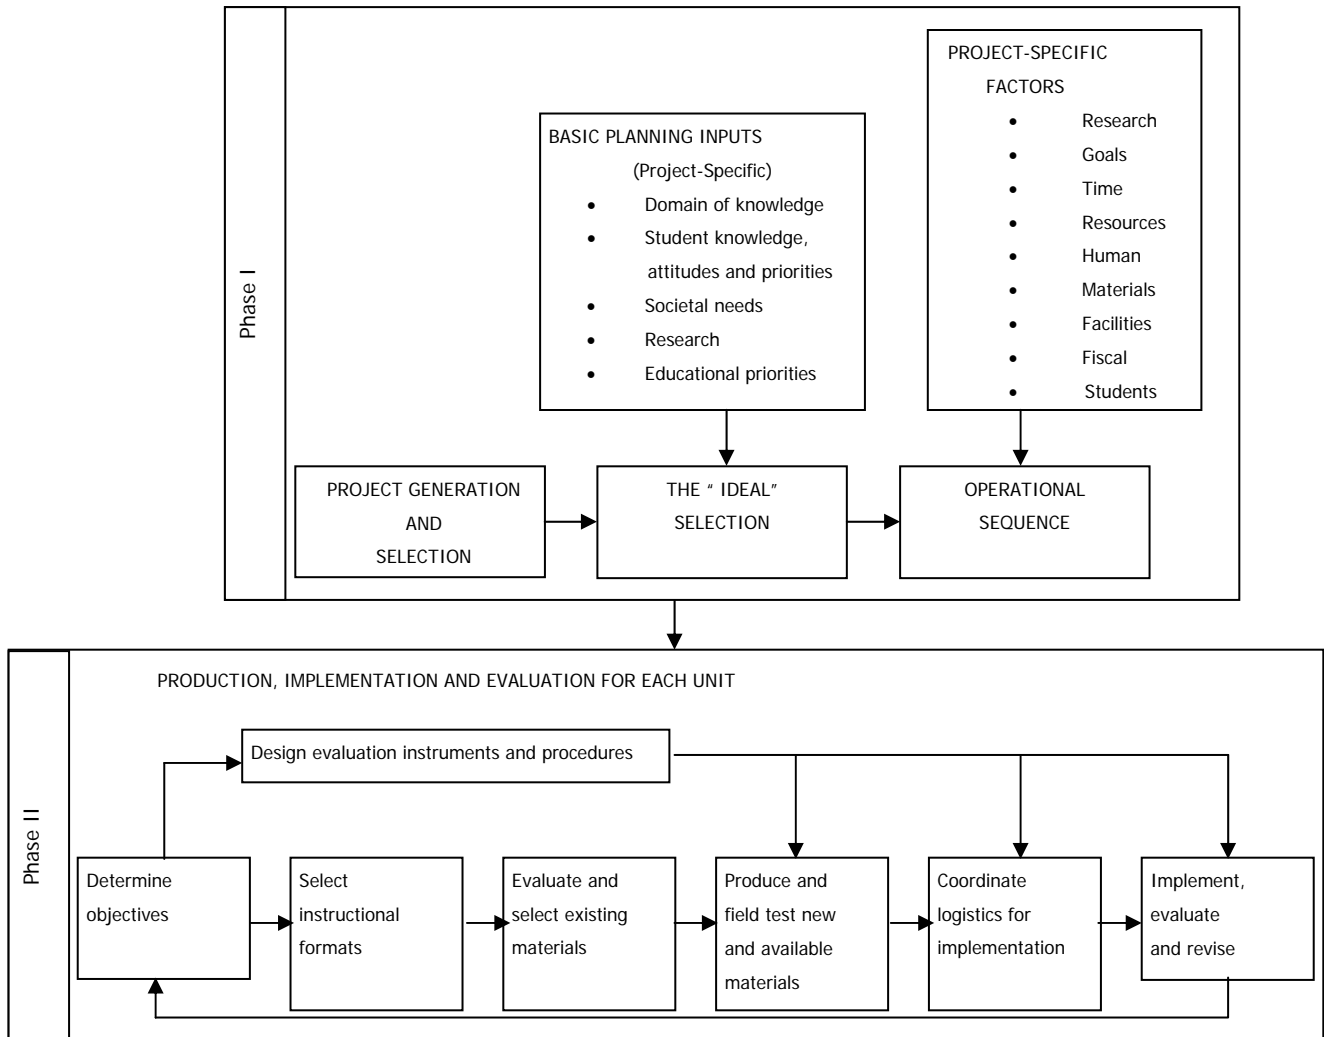 Phase I
PROJECT-SPECIFIC
FACTORS
• Research
• Goals
• Time
• Resources
• Human
• Materials
• Facilities
• Fiscal
• Students
BASIC PLANNING INPUTS
(Project-Specific)
• Domain of knowledge
• Student knowledge,
attitudes and priorities
• Societal needs
• Research
• Educational priorities
PROJECT GENERATION
AND
SELECTION
THE “ IDEAL”
SELECTION
OPERATIONAL
SEQUENCE
Phase II
PRODUCTION, IMPLEMENTATION AND EVALUATION FOR EACH UNIT
Design evaluation instruments and procedures
Determine
objectives
Select
instructional
formats
Evaluate and
select existing
materials
Produce and
field test new
and available
materials
Coordinate
logistics for
implementation
Implement,
evaluate
and revise